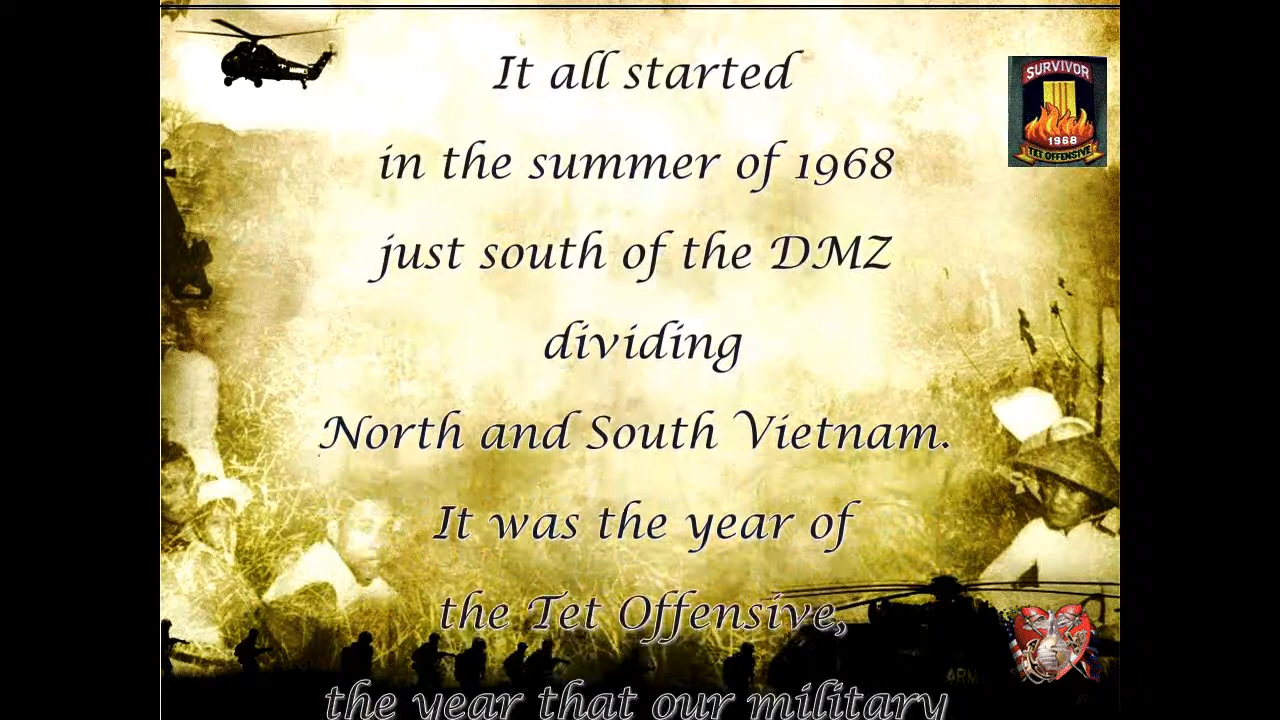 It all started
SURVIVOR
1968
TET OFFENSIVE
in the summer of 1968
just south of the DMZ
dividing
North and South Vietnam.
It was the year of
the Tet Offensive,
ARM
the year that our military